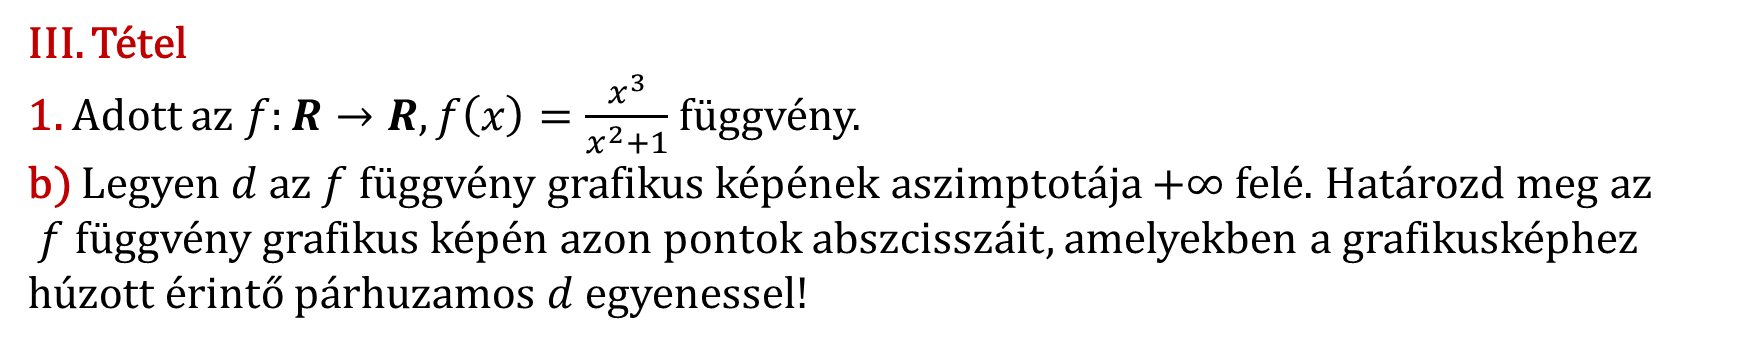 III. Tétel
1. Adott az f: R → R, f(x) = x³/(x²+1) függvény.
b) Legyen d az f függvény grafikus képének aszimptotája +∞ felé. Határozd meg az
f függvény grafikus képén azon pontok abszcisszáit, amelyekben a grafikusképhez
húzott érintő párhuzamos d egyenessel!